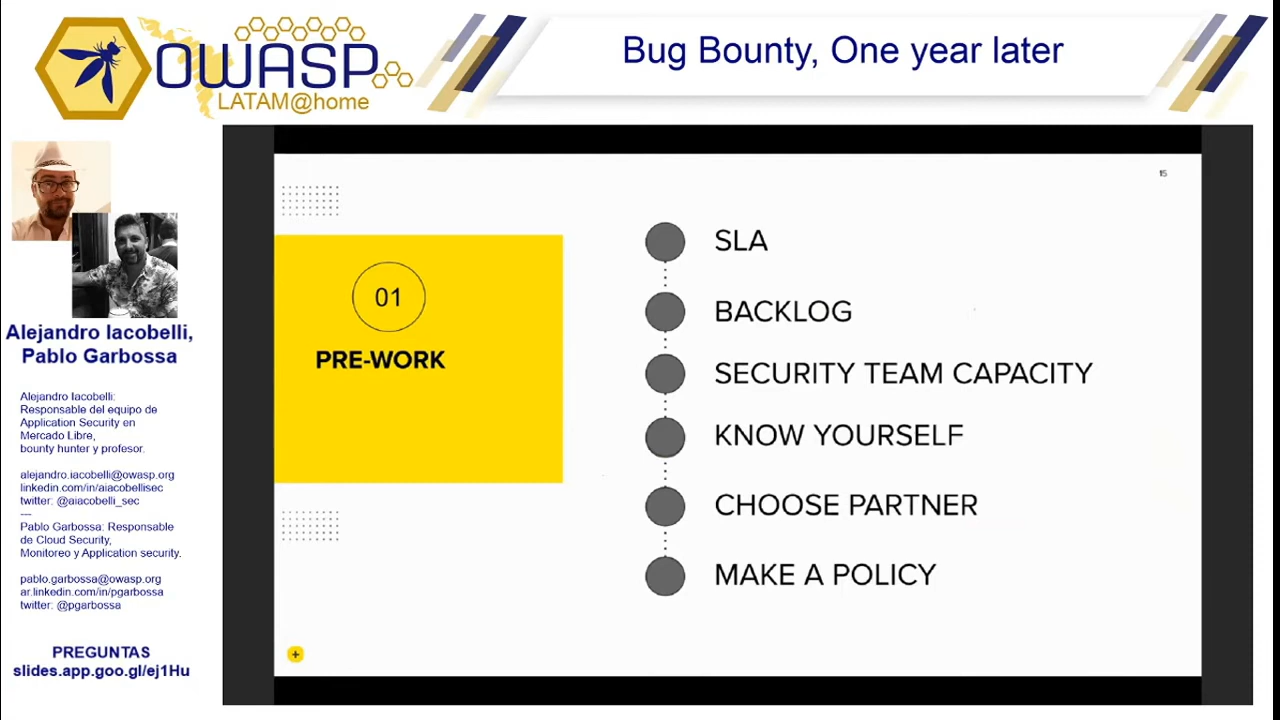 OWASP
LATAM@home
Bug Bounty, One year later
Alejandro Iacobelli,
Pablo Garbossa
Alejandro Iacobelli:
Responsable del equipo de
Application Security en
Mercado Libre,
bounty hunter y profesor.
alejandro.iacobelli@owasp.org
linkedin.com/in/aiacobellisec
twitter: @aiacobelli_sec
---
Pablo Garbossa: Responsable
de Cloud Security,
Monitoreo y Application security.
pablo.garbossa@owasp.org
ar.linkedin.com/in/pgarbossa
twitter: @pgarbossa
PREGUNTAS
slides.app.goo.gl/ej1Hu
15
01
PRE-WORK
SLA
BACKLOG
SECURITY TEAM CAPACITY
KNOW YOURSELF
CHOOSE PARTNER
MAKE A POLICY
+